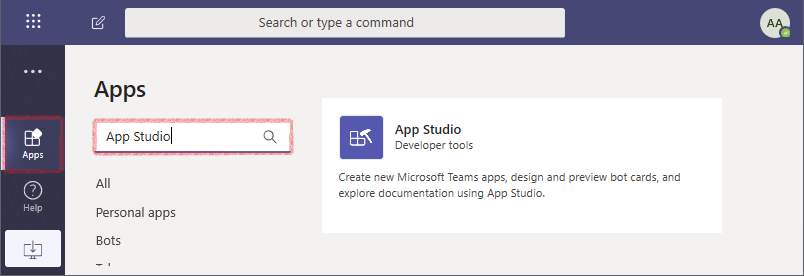 Search or type a command
AA
Apps
App Studio
App Studio
Developer tools
Apps
Create new Microsoft Teams apps, design and preview bot cards, and
explore documentation using App Studio.
All
Help
Personal apps
Bots